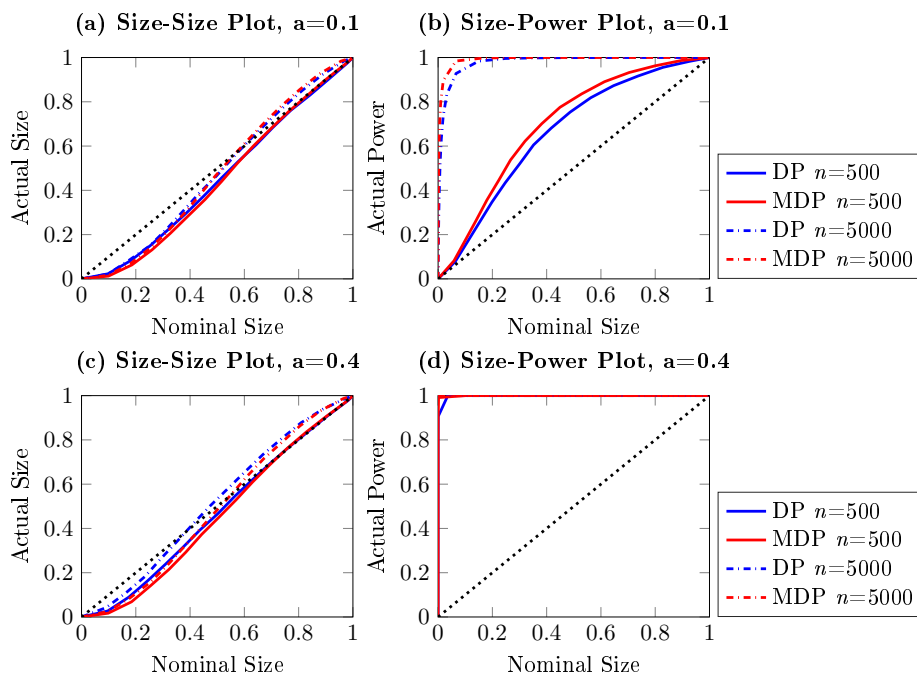 (a) Size-Size Plot, a=0.1
(b) Size-Power Plot, a=0.1
Actual Size
1
0.8
0.6
0.4
0.2
0
0 0.2 0.4 0.6 0.8 1
Nominal Size
Actual Power
1
0.8
0.6
0.4
0.2
0
0 0.2 0.4 0.6 0.8 1
Nominal Size
DP n=500
MDP n=500
DP n=5000
MDP n=5000
(c) Size-Size Plot, a=0.4
(d) Size-Power Plot, a=0.4
Actual Size
1
0.8
0.6
0.4
0.2
0
0 0.2 0.4 0.6 0.8 1
Nominal Size
Actual Power
1
0.8
0.6
0.4
0.2
0
0 0.2 0.4 0.6 0.8 1
Nominal Size
DP n=500
MDP n=500
DP n=5000
MDP n=5000